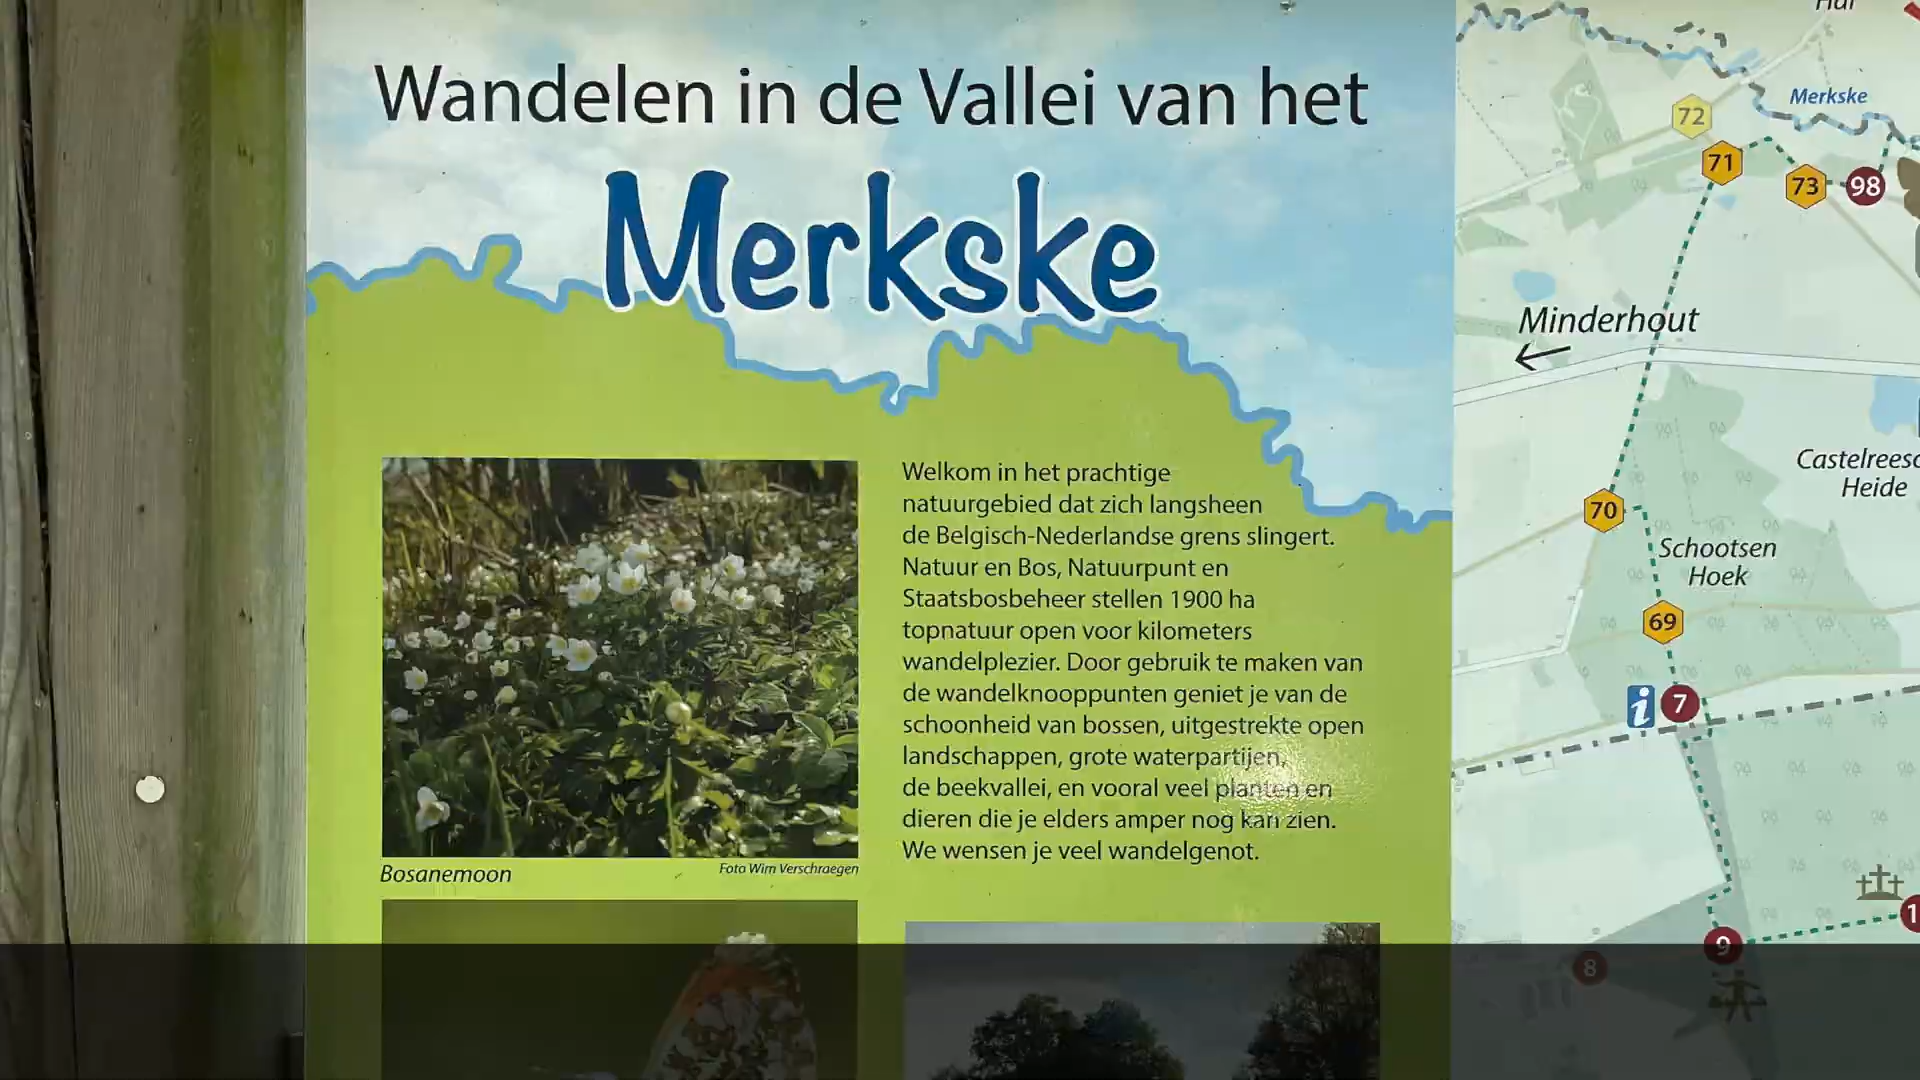 Wandelen in de Vallei van het
Merkske
Welkom in het prachtige
natuurgebied dat zich langsheen
de Belgisch-Nederlandse grens slingert.
Natuur en Bos, Natuurpunt en
Staatsbosbeheer stellen 1900 ha
topnatuur open voor kilometers
wandelplezier. Door gebruik te maken van
de wandelknooppunten geniet je van de
schoonheid van bossen, uitgestrekte open
landschappen, grote waterpartijen,
de beekvallei, en vooral veel planten en
dieren die je elders amper nog kan zien.
We wensen je veel wandelgenot.
Bosanemoon
Foto Wim Verschraegen
Merkske
72
71
73
98
Minderhout
Heide
70
Schootsen
Hoek
69
i
7
9
8